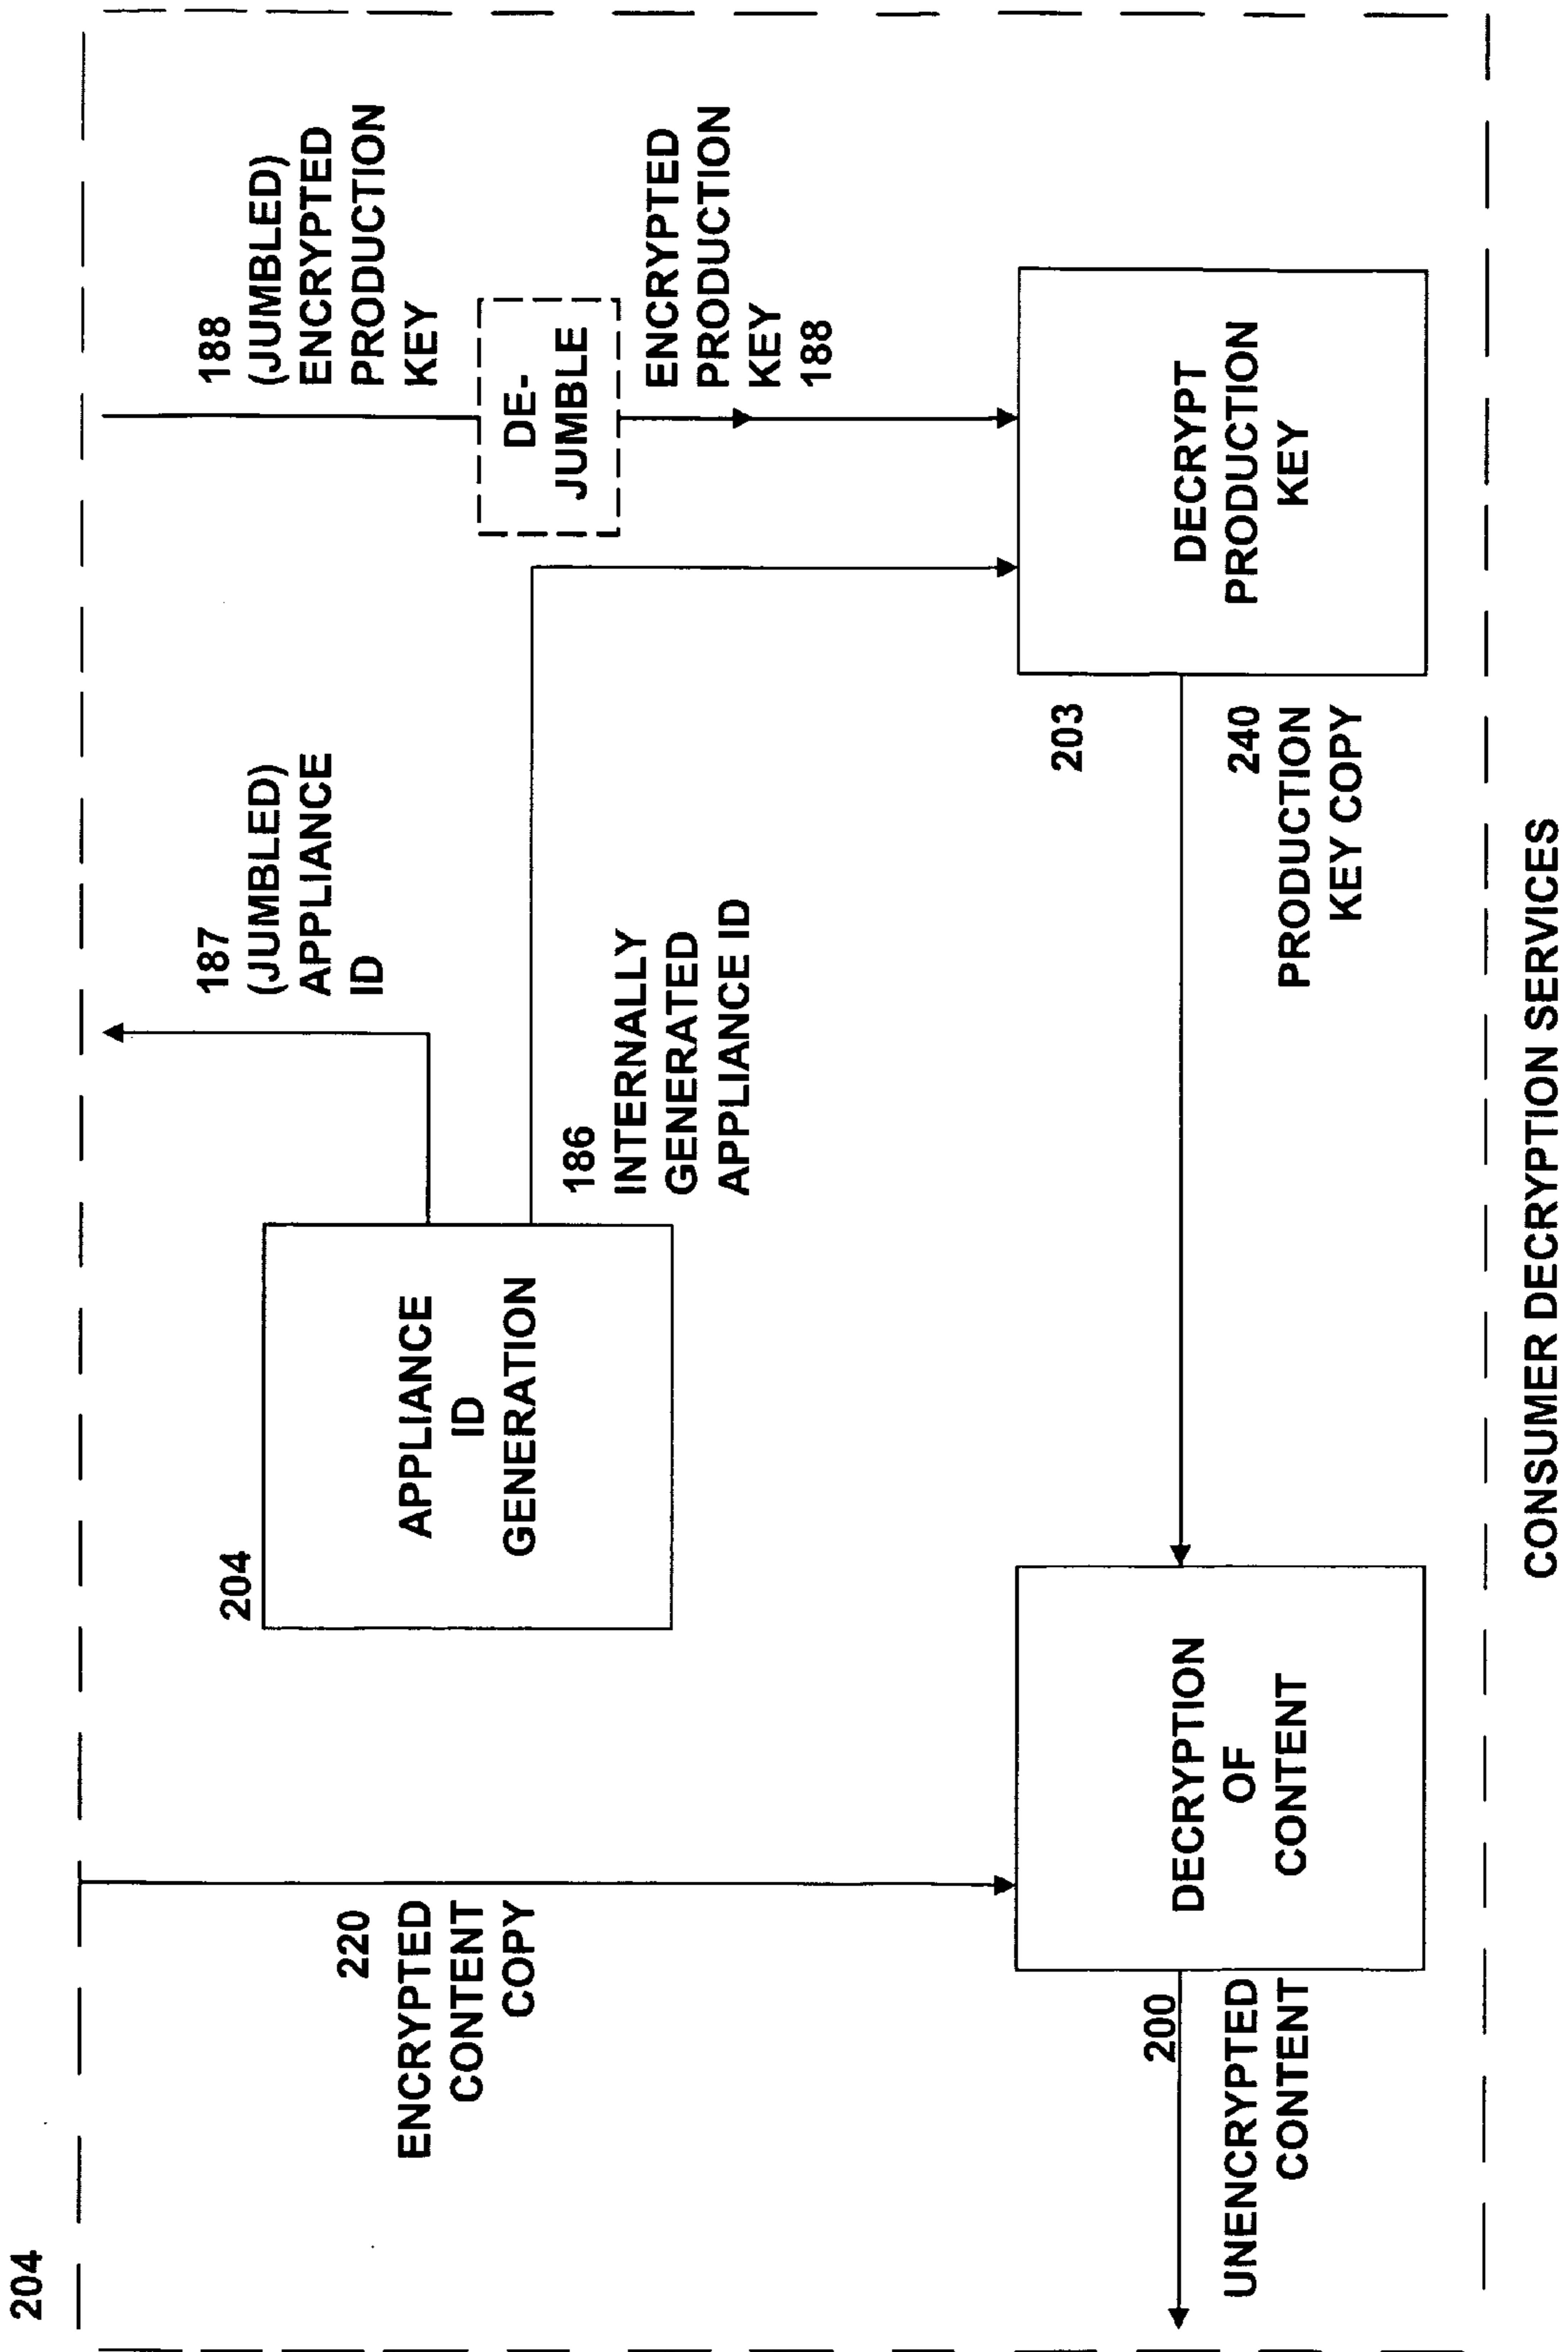 204
220
ENCRYPTED
CONTENT
COPY
204
APPLIANCE
ID
GENERATION
187
(JUMBLED)
APPLIANCE
ID
186
INTERNALLY
GENERATED
APPLIANCE ID
188
(JUMBLED)
ENCRYPTED
PRODUCTION
KEY
DE-
JUMBLE
ENCRYPTED
PRODUCTION
KEY
188
200
UNENCRYPTED
CONTENT
DECRYPTION
OF
CONTENT
203
240
PRODUCTION
KEY COPY
DECRYPT
PRODUCTION
KEY
CONSUMER DECRYPTION SERVICES